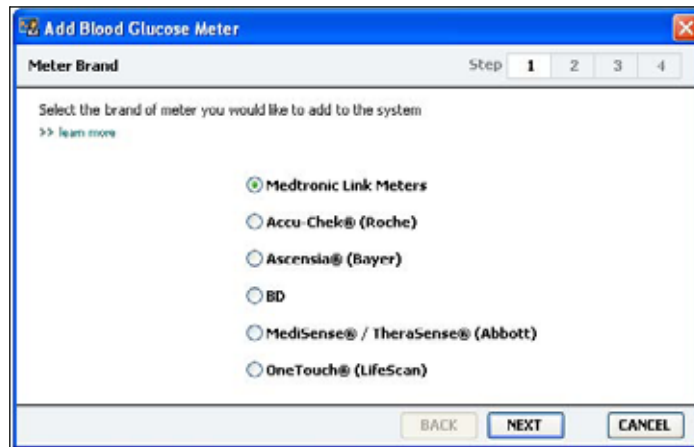 Add Blood Glucose Meter
Meter Brand Step 1 2 3 4
Select the brand of meter you would like to add to the system
>> learn more
Medtronic Link Meters
Accu-Chek® (Roche)
Ascensia® (Bayer)
BD
MediSense® / TheraSense® (Abbott)
OneTouch® (LifeScan)
BACK NEXT CANCEL